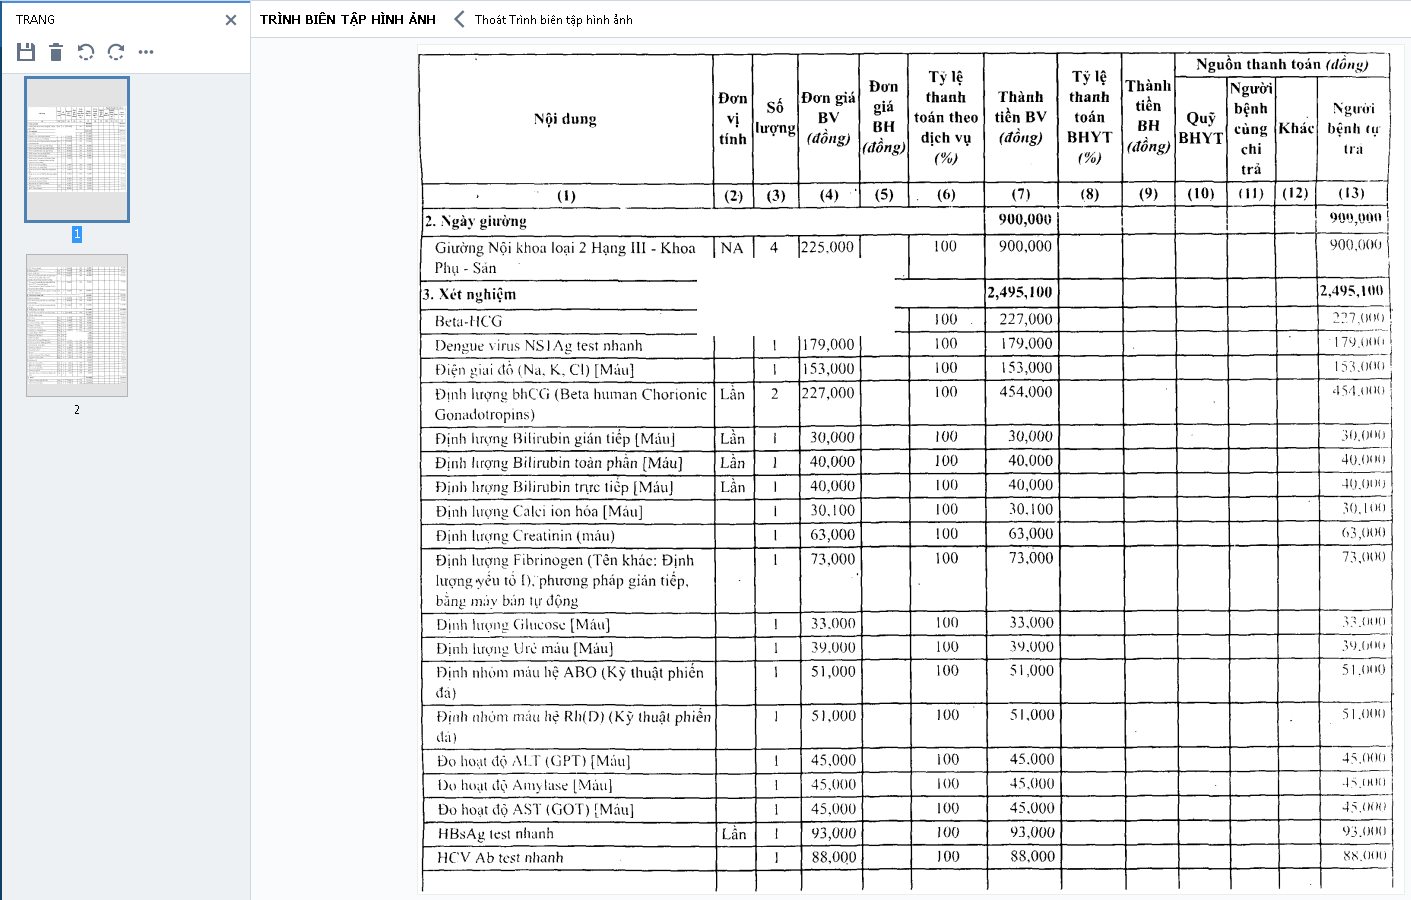 TRANG
TRÌNH BIÊN TẬP HÌNH ẢNH Thoát Trình biên tập hình ảnh
1
2
Nội dung Đơn vị tính Số lượng Đơn giá BV (đồng) Đơn giá BH (đồng) Tỷ lệ thanh toán theo dịch vụ (%) Thành tiền BV (đồng) Tỷ lệ thanh toán BHYT (%) Thành tiền BH (đồng) Nguồn thanh toán (đồng)
Quỹ BHYT Người bệnh cùng chi trả Khác Người bệnh tự trả
(1) (2) (3) (4) (5) (6) (7) (8) (9) (10) (11) (12) (13)
2. Ngày giường 900,000 900,000
Giường Nội khoa loại 2 Hạng III - Khoa NA 4 225,000 100 900,000 900,000
Phụ - Sản
3. Xét nghiệm 2,495,100 2,495,100
Beta-HCG 100 227,000 227,000
Dengue virus NS1Ag test nhanh 1 179,000 100 179,000 179,000
Điện giải đồ (Na, K, Cl) [Máu] 1 153,000 100 153,000 153,000
Định lượng bhCG (Beta human Chorionic Lần 2 227,000 100 454,000 454,000
Gonadotropins)
Định lượng Bilirubin gián tiếp [Máu] Lần 1 30,000 100 30,000 30,000
Định lượng Bilirubin toàn phần [Máu] Lần 1 40,000 100 40,000 40,000
Định lượng Bilirubin trực tiếp [Máu] Lần 1 40,000 100 40,000 40,000
Định lượng Calci ion hóa [Máu] 1 30,100 100 30,100 30,100
Định lượng Creatinin (máu) 1 63,000 100 63,000 63,000
Định lượng Fibrinogen (Tên khác: Định 1 73,000 100 73,000 73,000
lượng yếu tố I), phương pháp gián tiếp,
bằng máy bán tự động
Định lượng Glucose [Máu] 1 33,000 100 33,000 33,000
Định lượng Urê máu [Máu] 1 39,000 100 39,000 39,000
Định nhóm máu hệ ABO (Kỹ thuật phiến 1 51,000 100 51,000 51,000
đá)
Định nhóm máu hệ Rh(D) (Kỹ thuật phiến 1 51,000 100 51,000 51,000
đá)
Đo hoạt độ ALT (GPT) [Máu] 1 45,000 100 45,000 45,000
Đo hoạt độ Amylase [Máu] 1 45,000 100 45,000 45,000
Đo hoạt độ AST (GOT) [Máu] 1 45,000 100 45,000 45,000
HBsAg test nhanh Lần 1 93,000 100 93,000 93,000
HCV Ab test nhanh 1 88,000 100 88,000 88,000